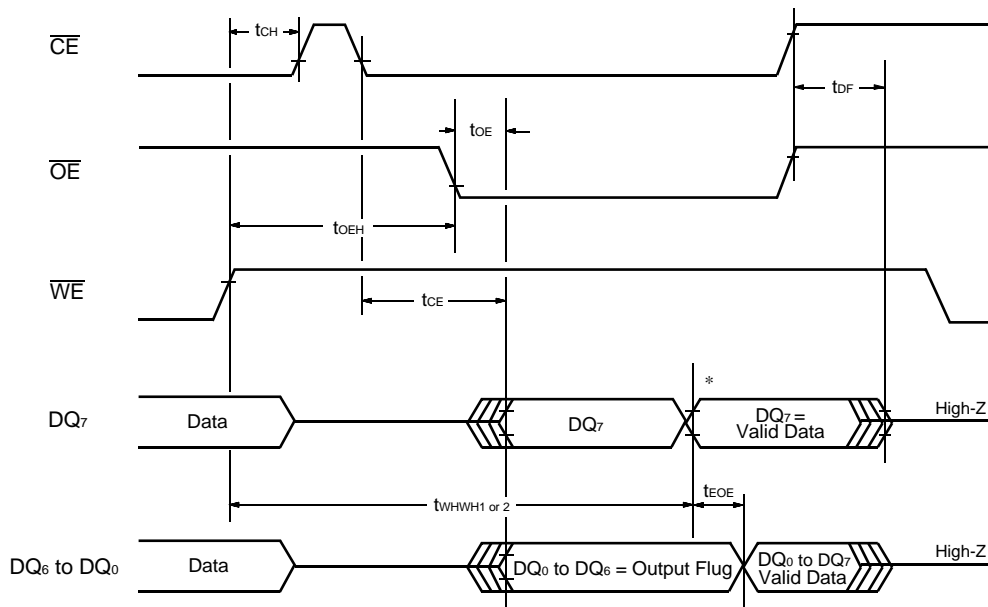 CE
tCH
tDF
tOE
OE
tOEH
WE
tCE
*
DQ7
Data
DQ7
DQ7 =
Valid Data
High-Z
tWHWH1 or 2
tEOE
DQ6 to DQ0
Data
DQ0 to DQ6 = Output Flug
DQ0 to DQ7
Valid Data
High-Z